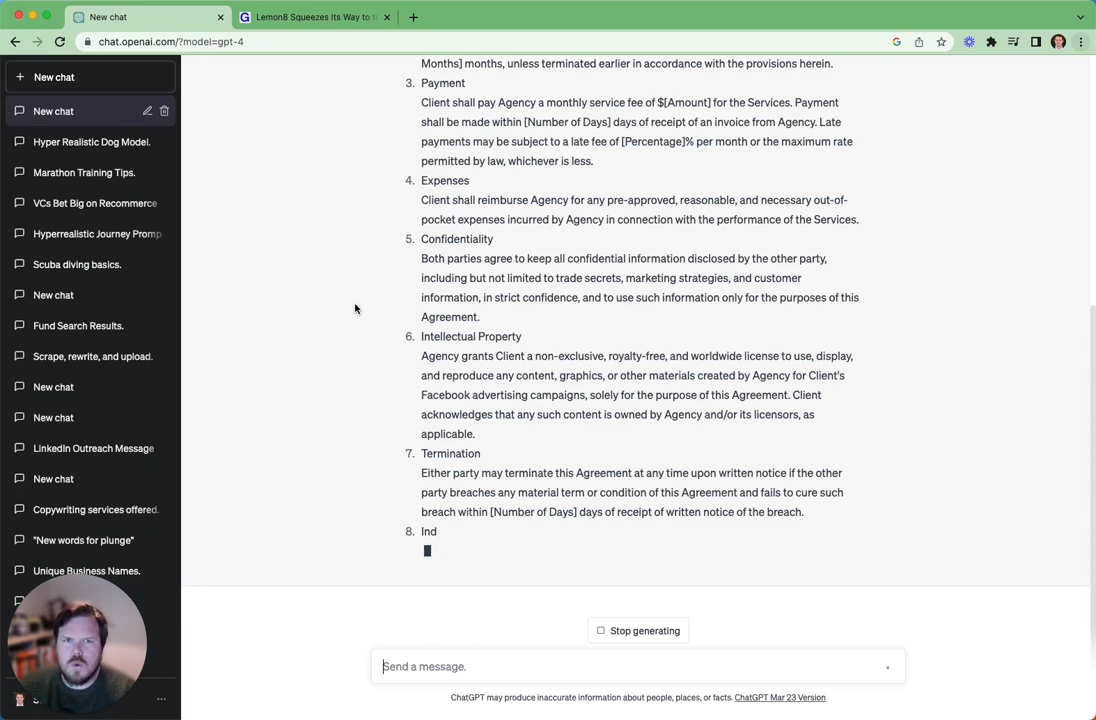 New chat
Lemon8 Squeezes Its Way to t
chat.openai.com/?model=gpt-4
New chat
New chat
Hyper Realistic Dog Model.
Marathon Training Tips.
VCs Bet Big on Recommerce
Hyperrealistic Journey Promp
Scuba diving basics.
New chat
Fund Search Results.
Scrape, rewrite, and upload.
New chat
New chat
LinkedIn Outreach Message
New chat
Copywriting services offered.
"New words for plunge"
Unique Business Names.
Months] months, unless terminated earlier in accordance with the provisions herein.
3. Payment
Client shall pay Agency a monthly service fee of $[Amount] for the Services. Payment
shall be made within [Number of Days] days of receipt of an invoice from Agency. Late
payments may be subject to a late fee of [Percentage]% per month or the maximum rate
permitted by law, whichever is less.
4. Expenses
Client shall reimburse Agency for any pre-approved, reasonable, and necessary out-of-
pocket expenses incurred by Agency in connection with the performance of the Services.
5. Confidentiality
Both parties agree to keep all confidential information disclosed by the other party,
including but not limited to trade secrets, marketing strategies, and customer
information, in strict confidence, and to use such information only for the purposes of this
Agreement.
6. Intellectual Property
Agency grants Client a non-exclusive, royalty-free, and worldwide license to use, display,
and reproduce any content, graphics, or other materials created by Agency for Client's
Facebook advertising campaigns, solely for the purpose of this Agreement. Client
acknowledges that any such content is owned by Agency and/or its licensors, as
applicable.
7. Termination
Either party may terminate this Agreement at any time upon written notice if the other
party breaches any material term or condition of this Agreement and fails to cure such
breach within [Number of Days] days of receipt of written notice of the breach.
8. Ind
Stop generating
Send a message.
ChatGPT may produce inaccurate information about people, places, or facts. ChatGPT Mar 23 Version